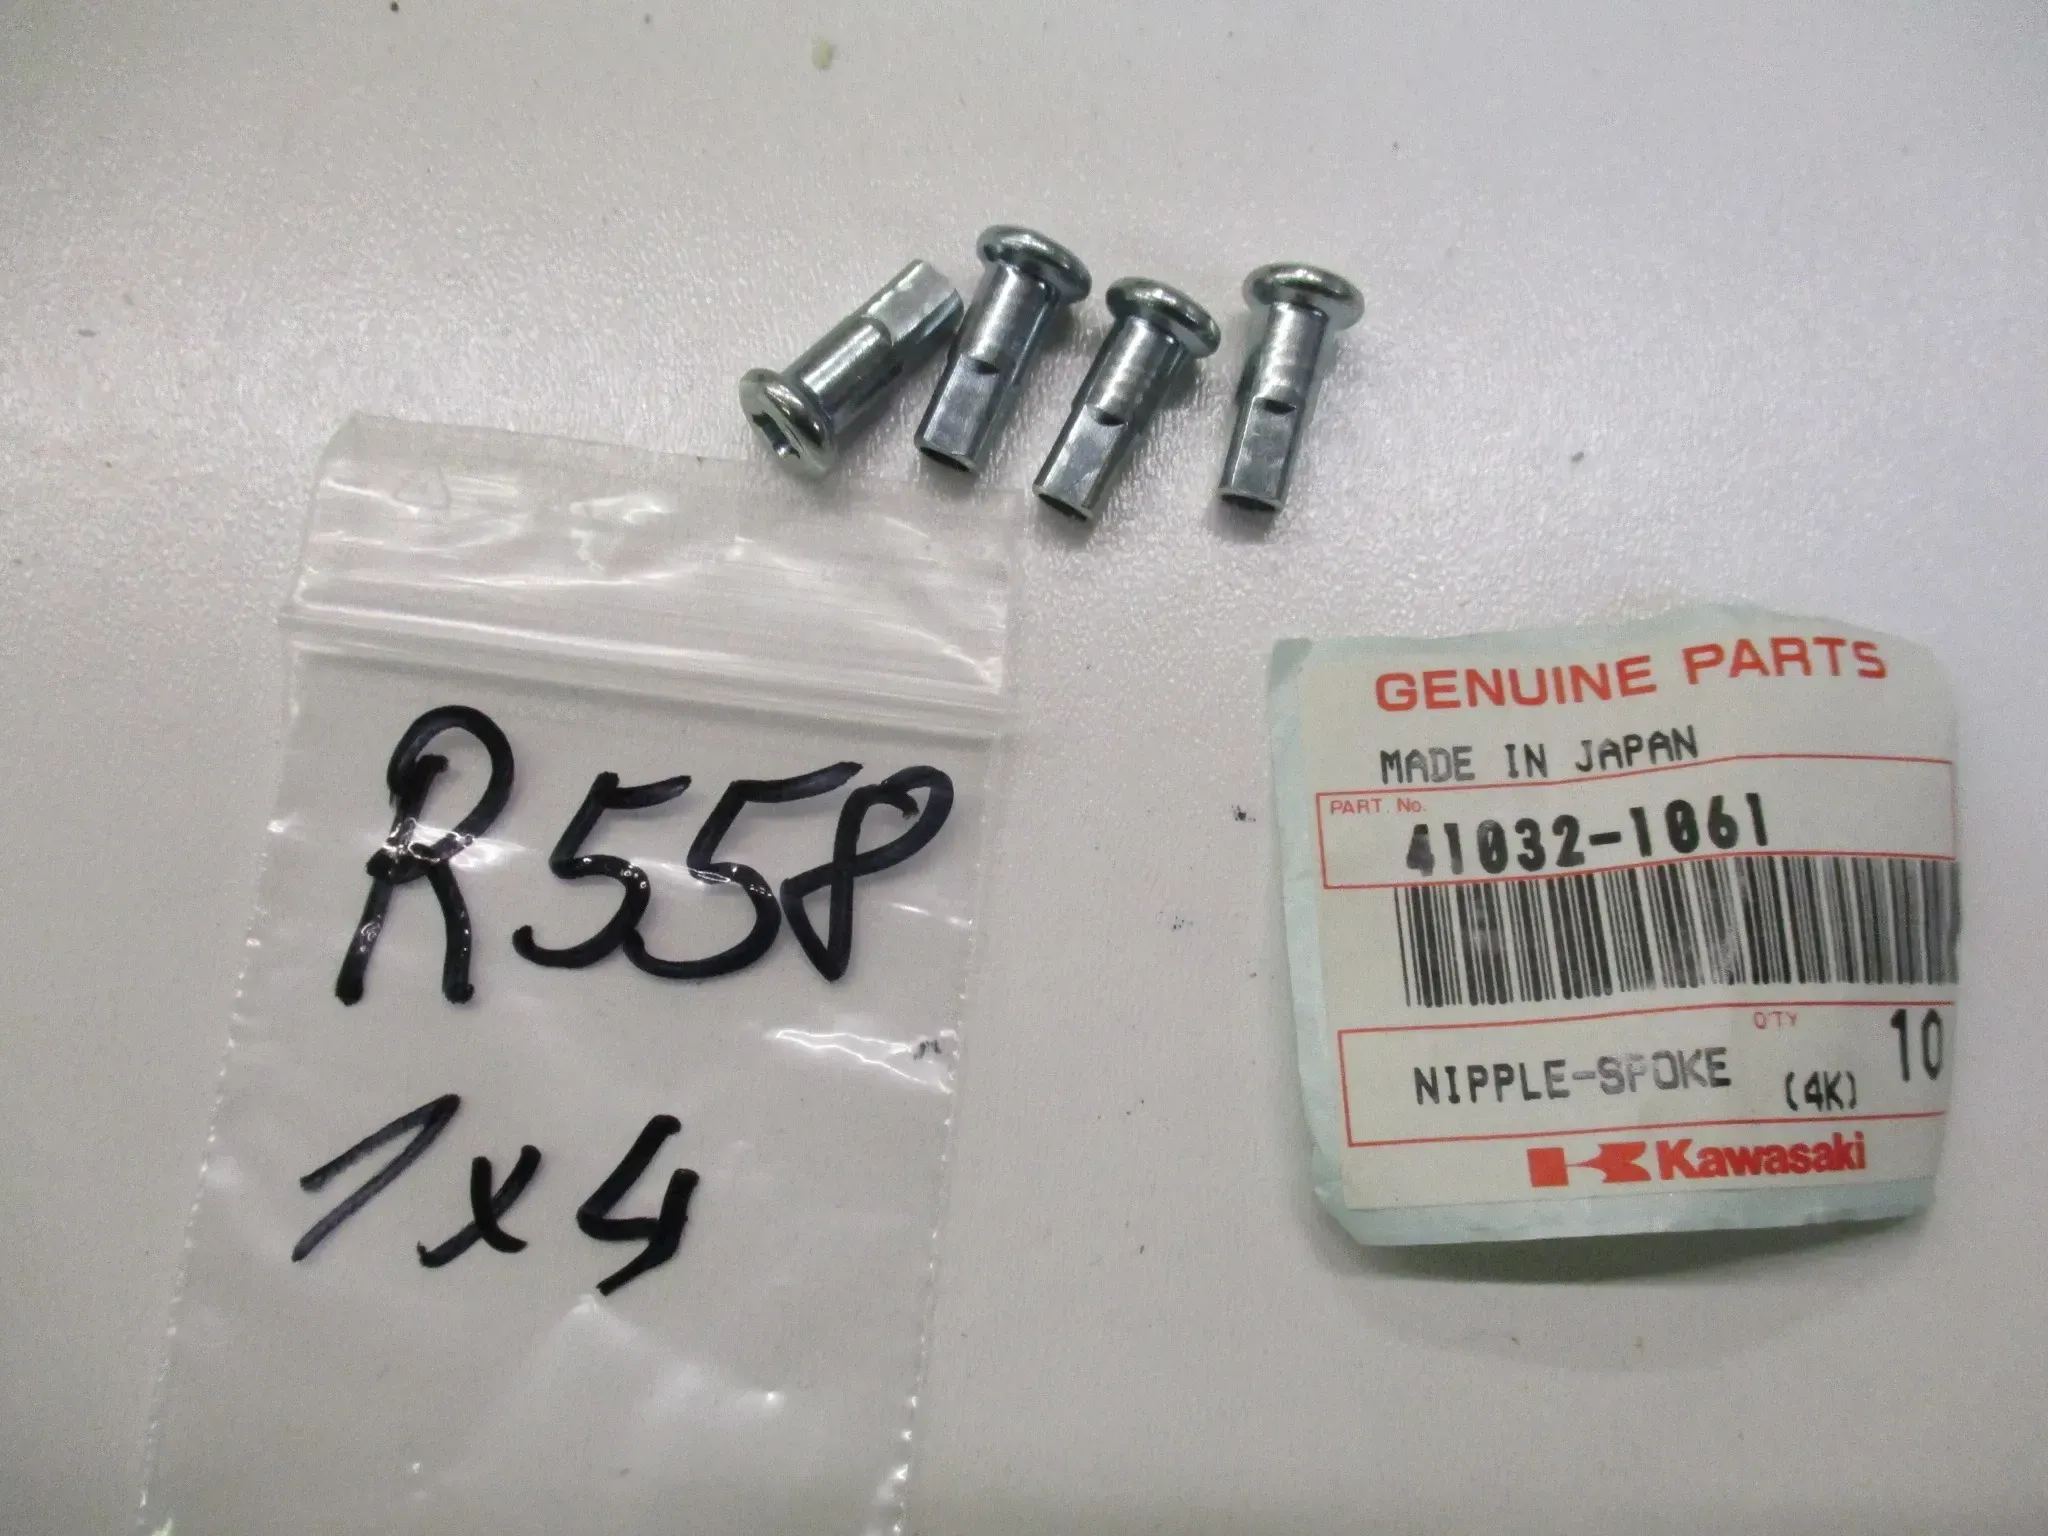 R558
1x4
GENUINE PARTS
MADE IN JAPAN
PART. No.
41032-1061
NIPPLE-SPOKE
Q'TY
(4K) 10
Kawasaki